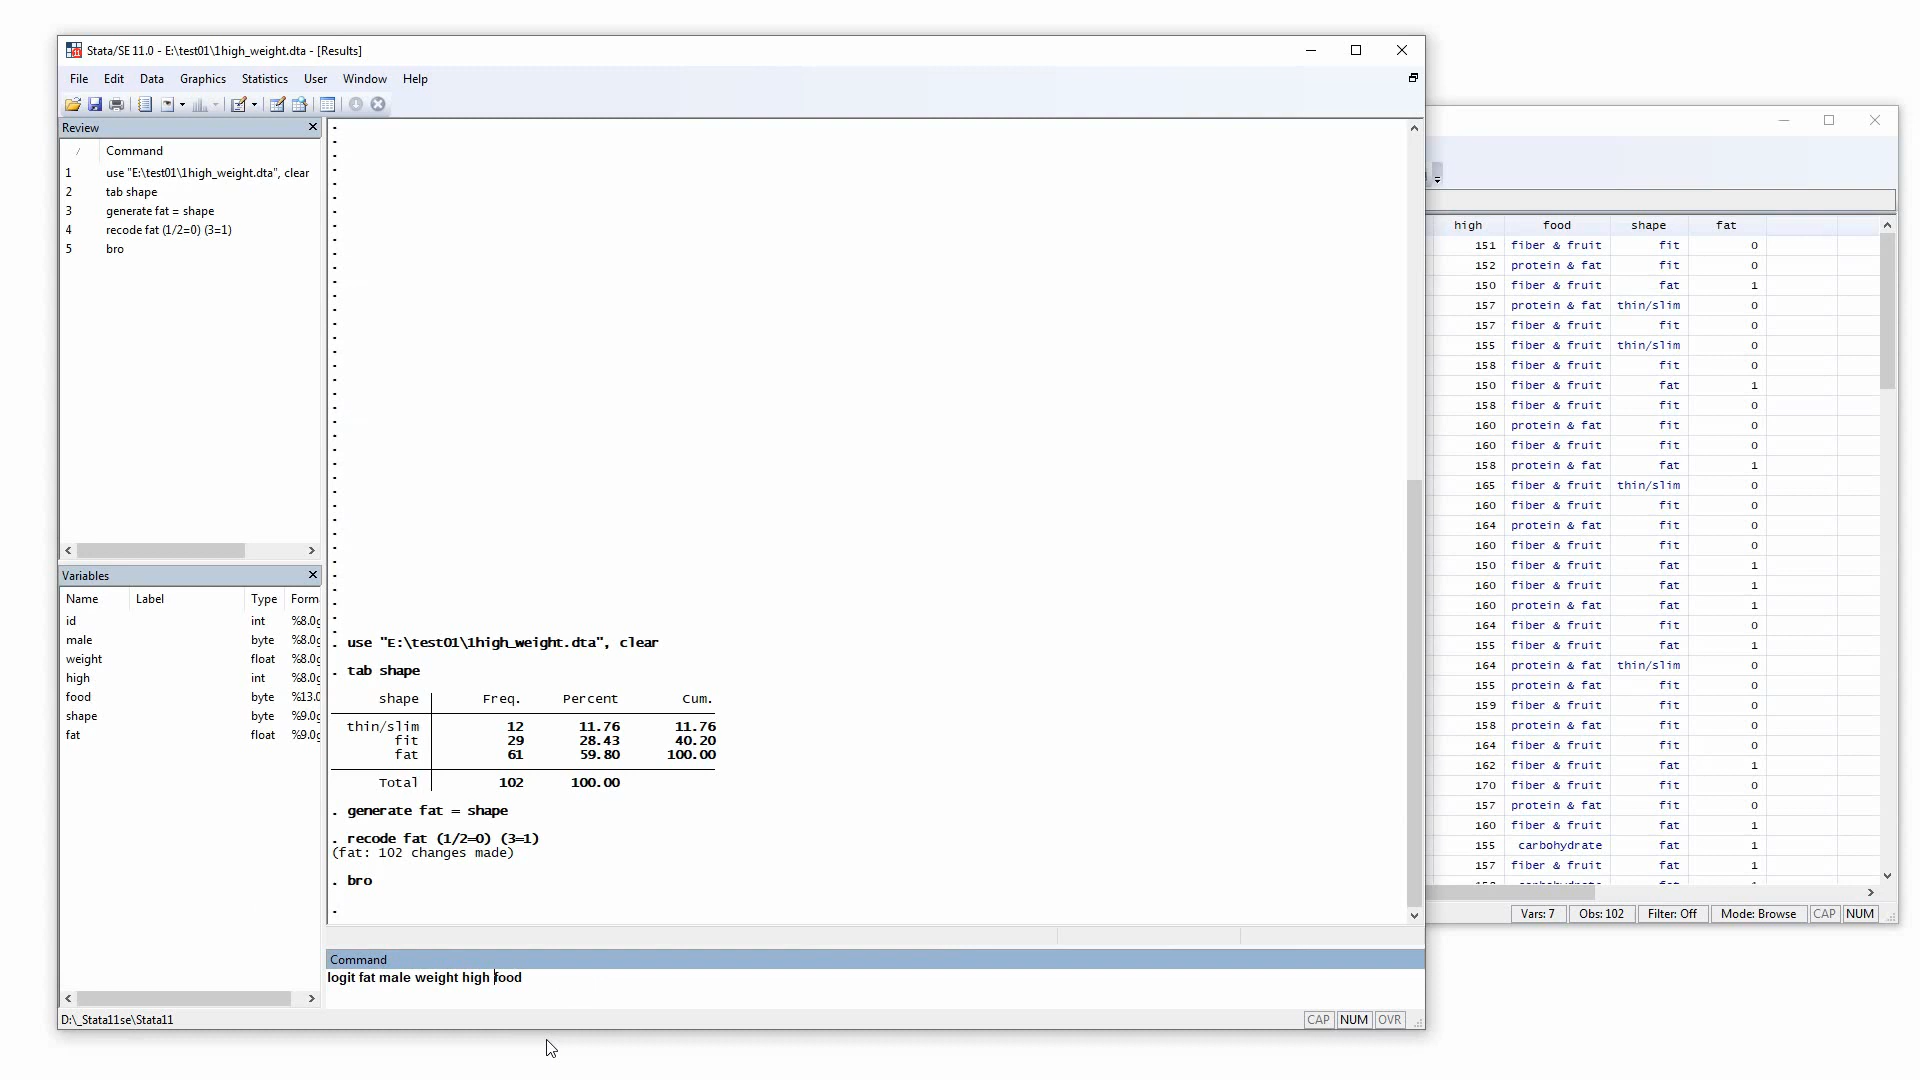 Stata/SE 11.0 - E:\test01\1high_weight.dta - [Results]
File Edit Data Graphics Statistics User Window Help
Review
Command
1 use "E:\test01\1high_weight.dta", clear
2 tab shape
3 generate fat = shape
4 recode fat (1/2=0) (3=1)
5 bro
Variables
Name Label Type Form
id int %8.0g
male byte %8.0g
weight float %8.0g
high int %8.0g
food byte %13.0
shape byte %9.0g
fat float %9.0g
. use "E:\test01\1high_weight.dta", clear
. tab shape
shape Freq. Percent Cum.
thin/slim 12 11.76 11.76
fit 29 28.43 40.20
fat 61 59.80 100.00
Total 102 100.00
. generate fat = shape
. recode fat (1/2=0) (3=1)
(fat: 102 changes made)
. bro
.
Command
logit fat male weight high food
D:\_Stata11se\Stata11
CAP NUM OVR
high food shape fat
151 fiber & fruit fit 0
152 protein & fat fit 0
150 fiber & fruit fat 1
157 protein & fat thin/slim 0
157 fiber & fruit fit 0
155 fiber & fruit thin/slim 0
158 fiber & fruit fit 0
150 fiber & fruit fat 1
158 fiber & fruit fit 0
160 protein & fat fit 0
160 fiber & fruit fit 0
158 protein & fat fat 1
165 fiber & fruit thin/slim 0
160 fiber & fruit fit 0
164 protein & fat fit 0
160 fiber & fruit fit 0
150 fiber & fruit fat 1
160 fiber & fruit fat 1
160 protein & fat fat 1
164 fiber & fruit fit 0
155 fiber & fruit fat 1
164 protein & fat thin/slim 0
155 protein & fat fit 0
159 fiber & fruit fit 0
158 protein & fat fit 0
164 fiber & fruit fit 0
162 fiber & fruit fat 1
170 fiber & fruit fit 0
157 protein & fat fit 0
160 fiber & fruit fat 1
155 carbohydrate fat 1
157 fiber & fruit fat 1
Vars: 7 Obs: 102 Filter: Off Mode: Browse CAP NUM